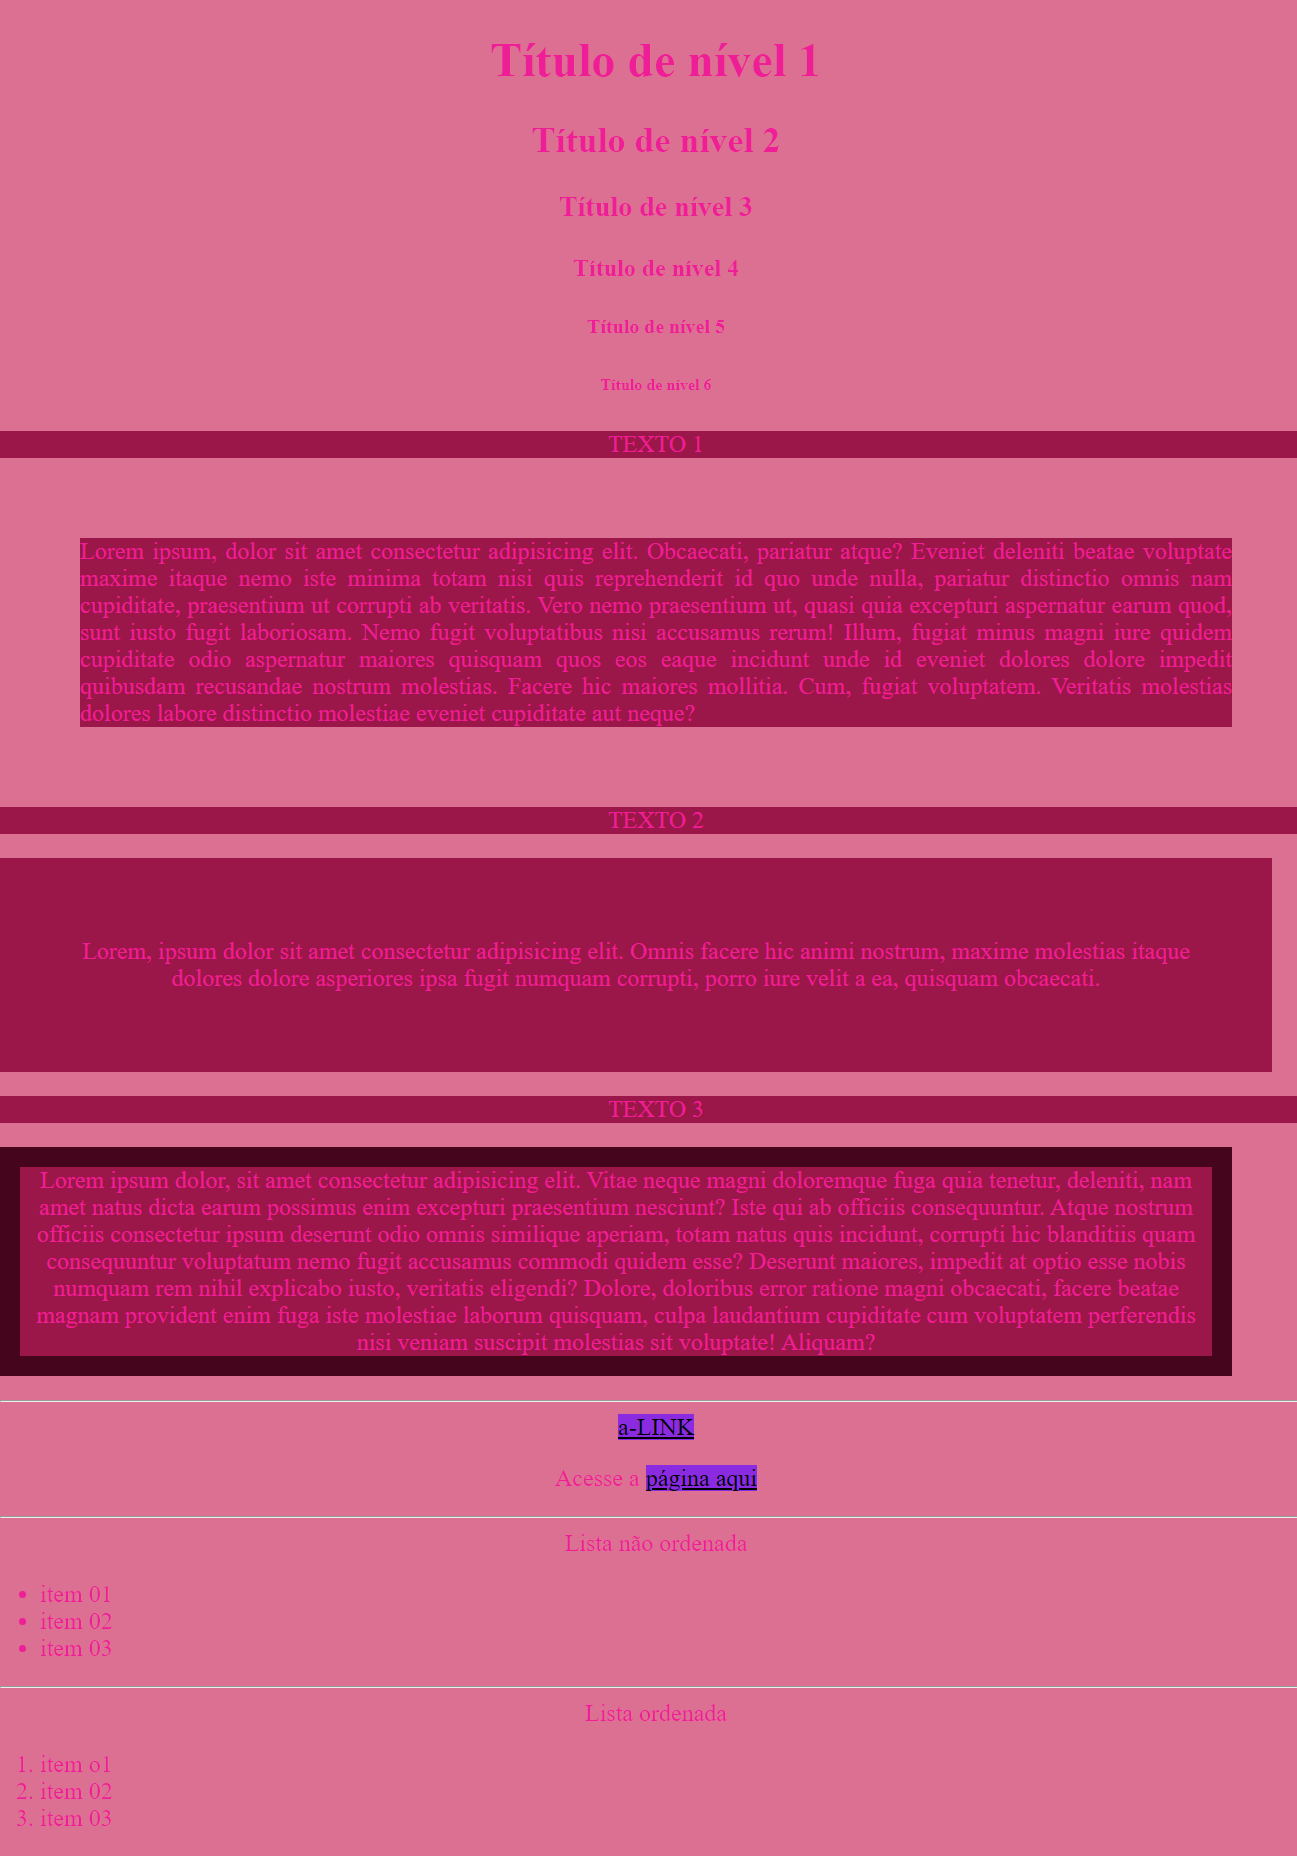 Título de nível 1
Título de nível 2
Título de nível 3
Título de nível 4
Título de nível 5
Título de nível 6
TEXTO 1
Lorem ipsum, dolor sit amet consectetur adipisicing elit. Obcaecati, pariatur atque? Eveniet deleniti beatae voluptate
maxime itaque nemo iste minima totam nisi quis reprehenderit id quo unde nulla, pariatur distinctio omnis nam
cupiditate, praesentium ut corrupti ab veritatis. Vero nemo praesentium ut, quasi quia excepturi aspernatur earum quod,
sunt iusto fugit laboriosam. Nemo fugit voluptatibus nisi accusamus rerum! Illum, fugiat minus magni iure quidem
cupiditate odio aspernatur maiores quisquam quos eos eaque incidunt unde id eveniet dolores dolore impedit
quibusdam recusandae nostrum molestias. Facere hic maiores mollitia. Cum, fugiat voluptatem. Veritatis molestias
dolores labore distinctio molestiae eveniet cupiditate aut neque?
TEXTO 2
Lorem, ipsum dolor sit amet consectetur adipisicing elit. Omnis facere hic animi nostrum, maxime molestias itaque
dolores dolore asperiores ipsa fugit numquam corrupti, porro iure velit a ea, quisquam obcaecati.
TEXTO 3
Lorem ipsum dolor, sit amet consectetur adipisicing elit. Vitae neque magni doloremque fuga quia tenetur, deleniti, nam
amet natus dicta earum possimus enim excepturi praesentium nesciunt? Iste qui ab officiis consequuntur. Atque nostrum
officiis consectetur ipsum deserunt odio omnis similique aperiam, totam natus quis incidunt, corrupti hic blanditiis quam
consequuntur voluptatum nemo fugit accusamus commodi quidem esse? Deserunt maiores, impedit at optio esse nobis
numquam rem nihil explicabo iusto, veritatis eligendi? Dolore, doloribus error ratione magni obcaecati, facere beatae
magnam provident enim fuga iste molestiae laborum quisquam, culpa laudantium cupiditate cum voluptatem perferendis
nisi veniam suscipit molestias sit voluptate! Aliquam?
a-LINK
Acesse a página aqui
Lista não ordenada
• item 01
• item 02
• item 03
Lista ordenada
1. item o1
2. item 02
3. item 03